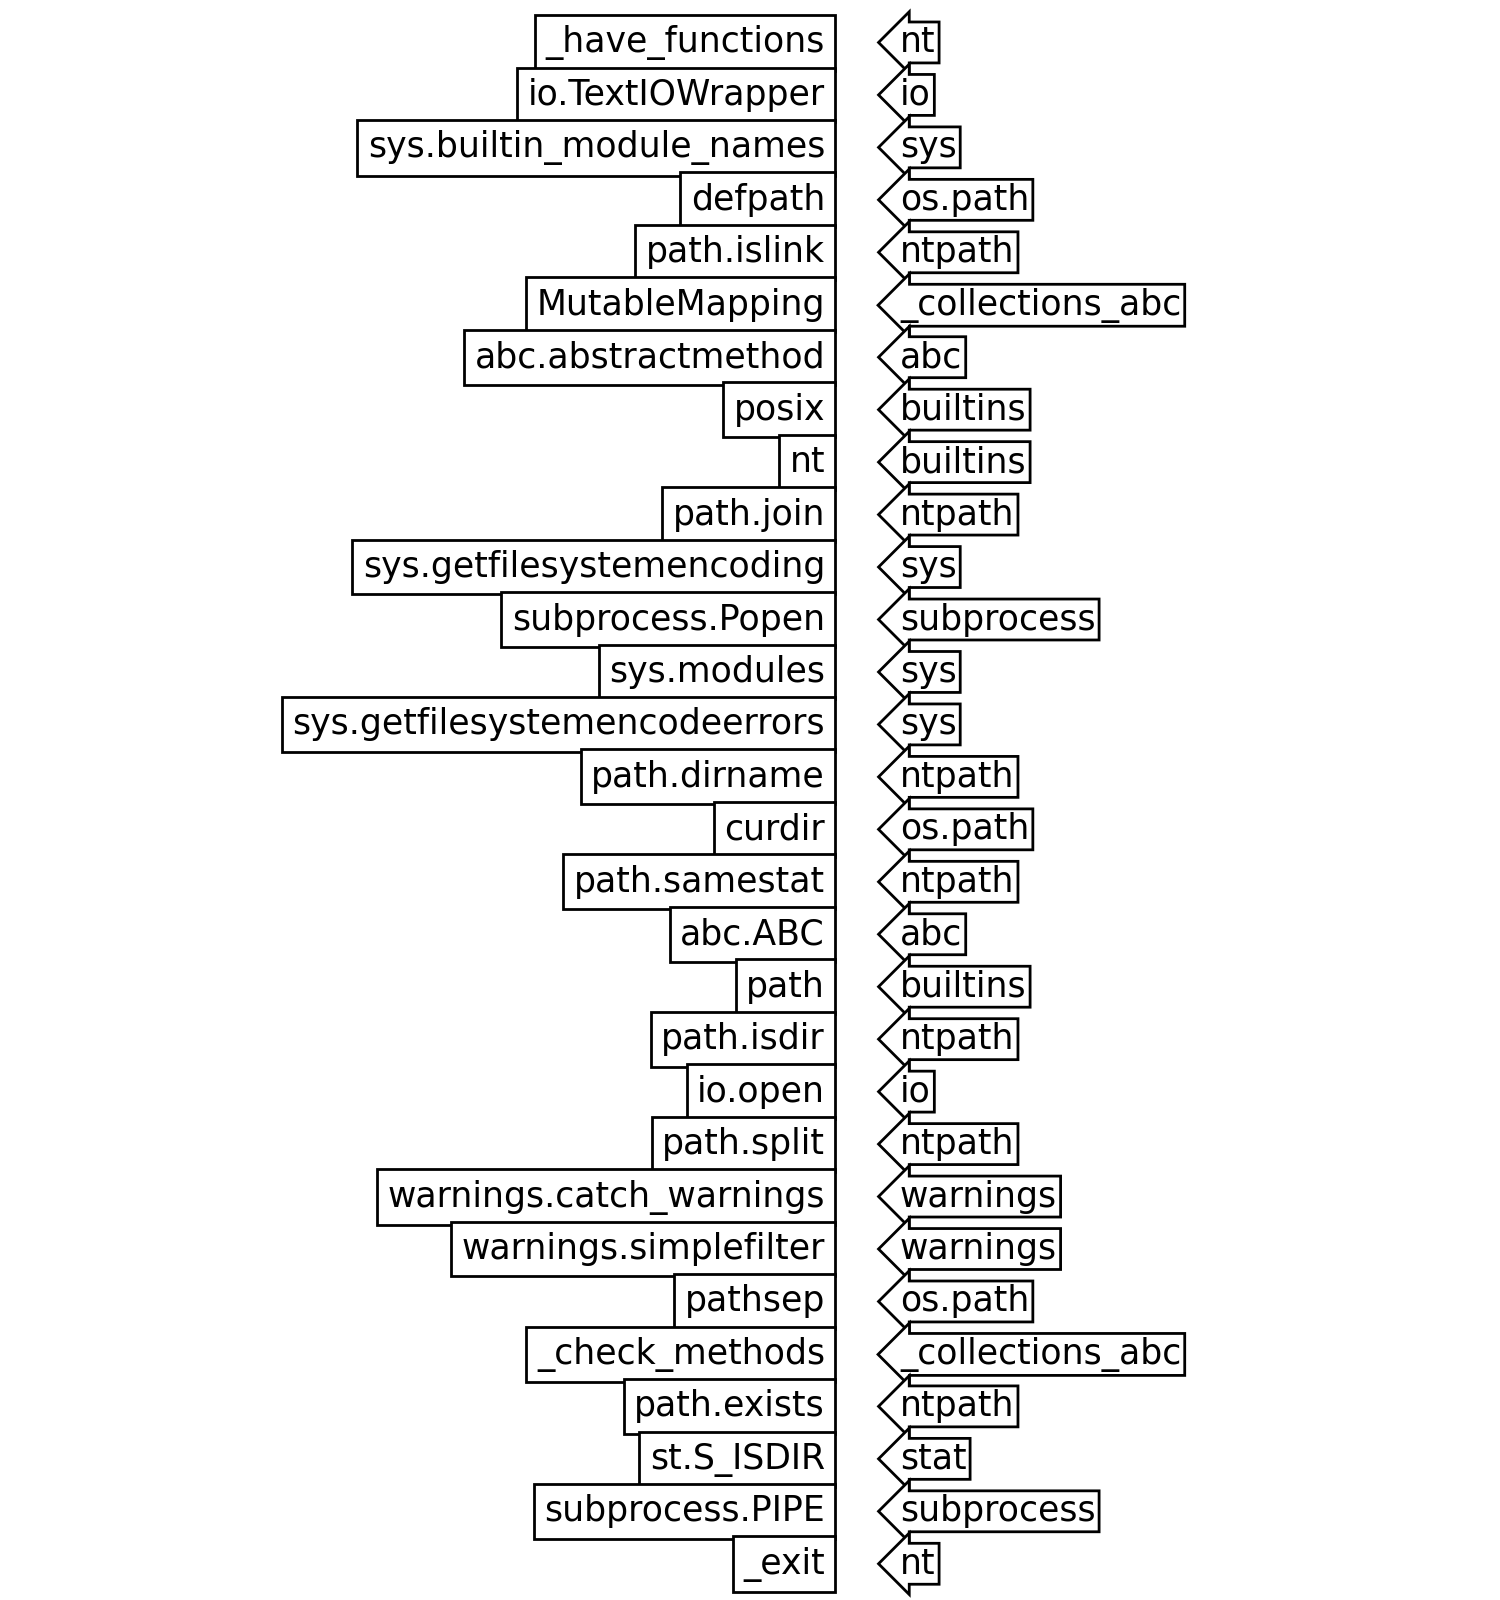 _have_functions nt
io.TextIOWrapper io
sys.builtin_module_names sys
defpath os.path
path.islink ntpath
MutableMapping _collections_abc
abc.abstractmethod abc
posix builtins
nt builtins
path.join ntpath
sys.getfilesystemencoding sys
subprocess.Popen subprocess
sys.modules sys
sys.getfilesystemencodeerrors sys
path.dirname ntpath
curdir os.path
path.samestat ntpath
abc.ABC abc
path builtins
path.isdir ntpath
io.open io
path.split ntpath
warnings.catch_warnings warnings
warnings.simplefilter warnings
pathsep os.path
_check_methods _collections_abc
path.exists ntpath
st.S_ISDIR stat
subprocess.PIPE subprocess
_exit nt